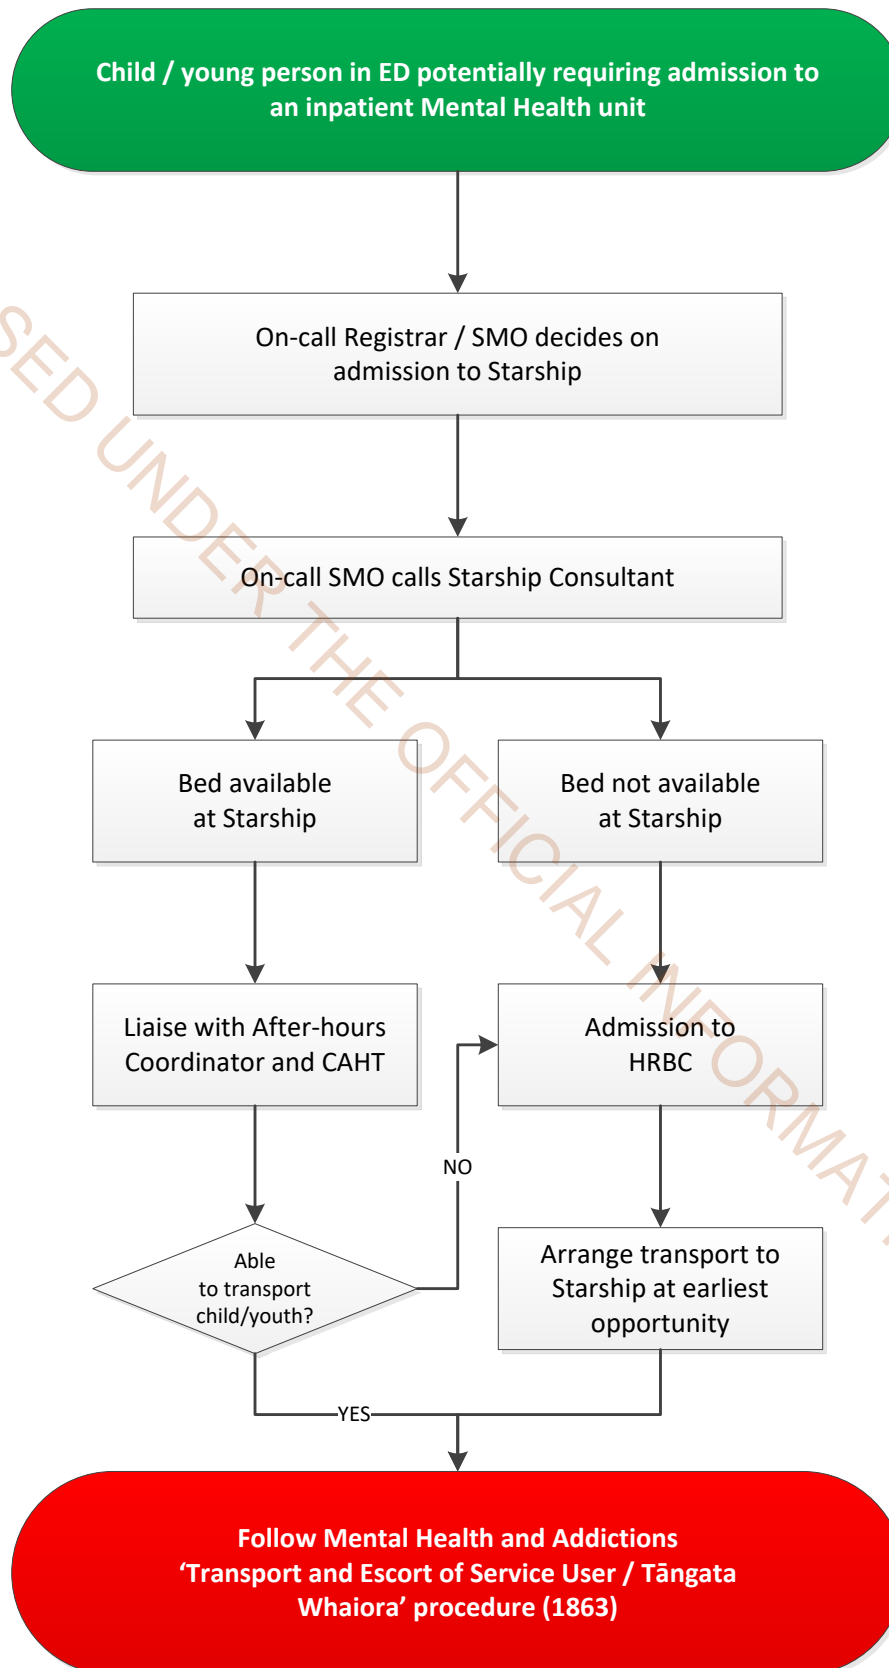 Child / young person in ED potentially requiring admission to
an inpatient Mental Health unit
On-call Registrar / SMO decides on
admission to Starship
On-call SMO calls Starship Consultant
Bed available
at Starship
Bed not available
at Starship
Liaise with After-hours
Coordinator and CAHT
Admission to
HRBC
NO
Able
to transport
child/youth?
Arrange transport to
Starship at earliest
opportunity
YES
Follow Mental Health and Addictions
‘Transport and Escort of Service User / Tāngata
Whaiora’ procedure (1863)
SED UNDER THE OFFICIAL INFORMAT